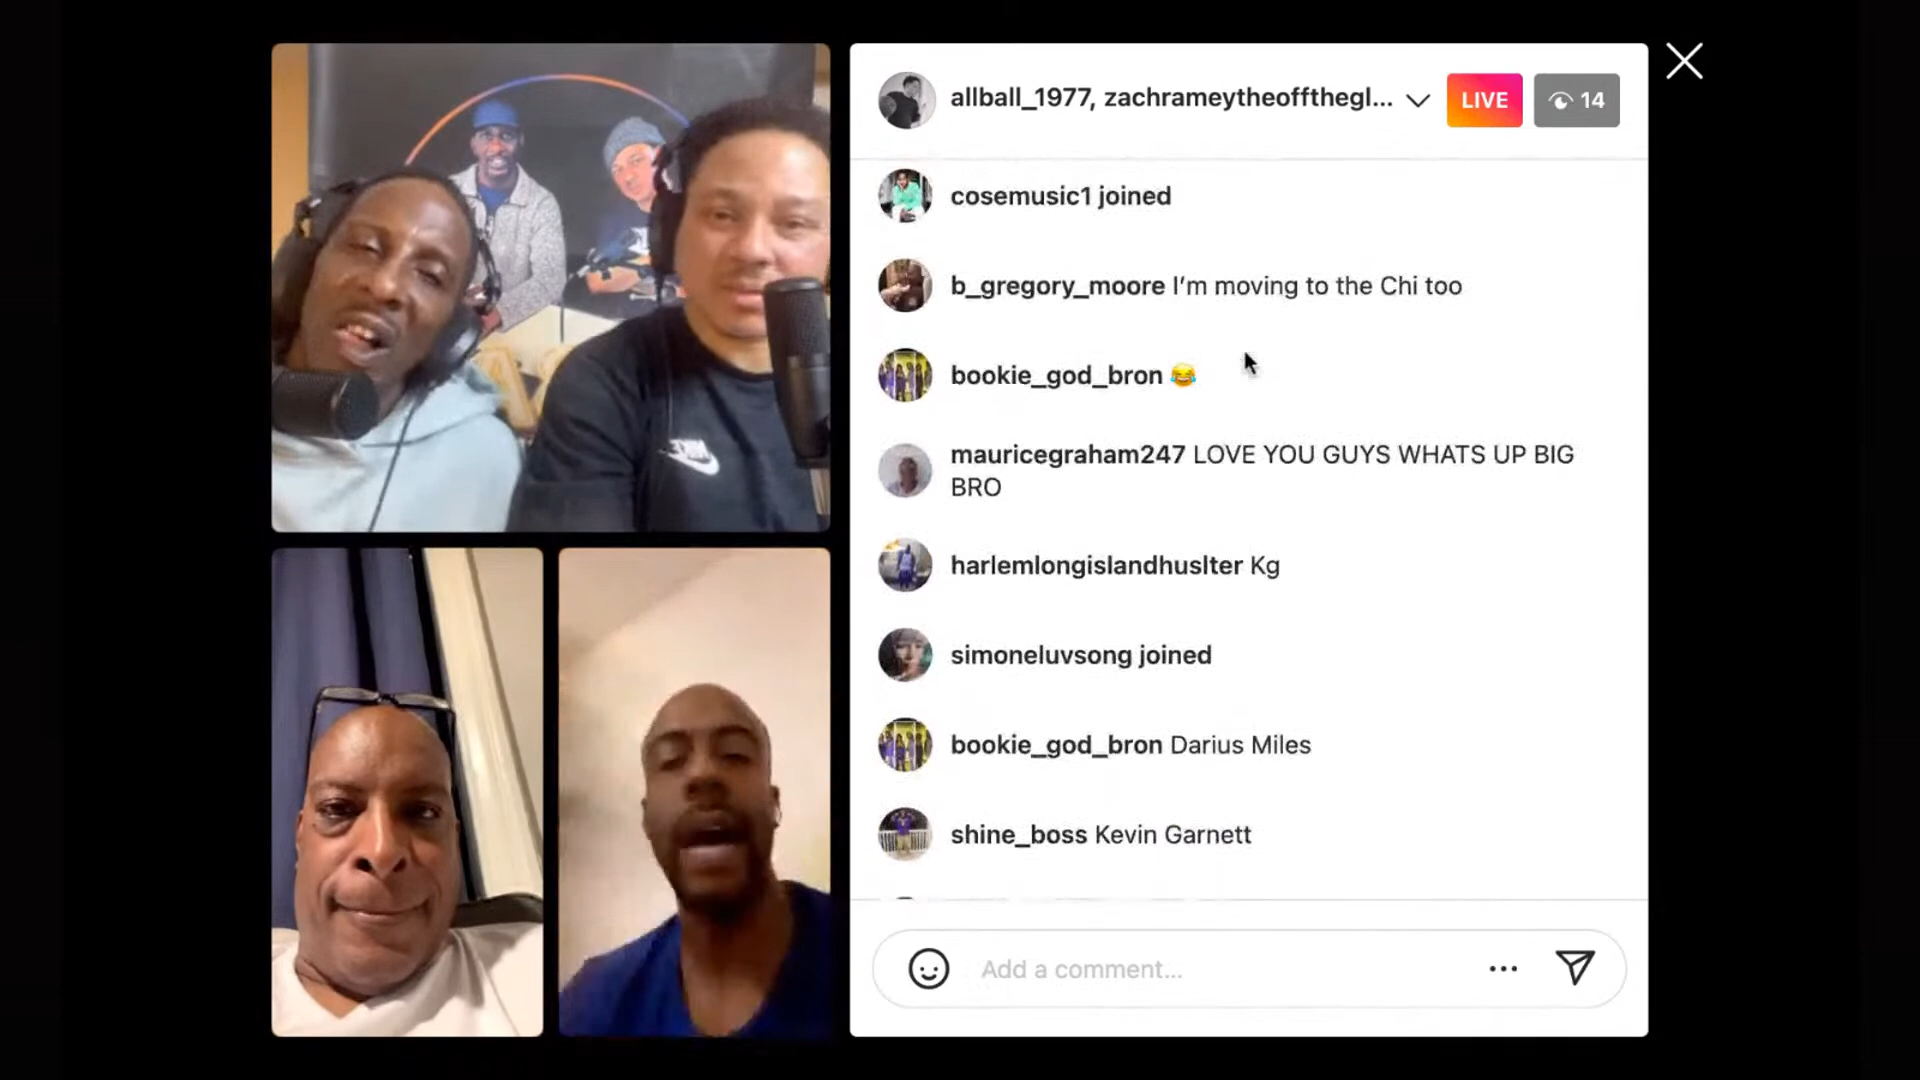 allball_1977, zachrameytheoffthegl...
LIVE
14
cosemusic1 joined
b_gregory_moore I'm moving to the Chi too
bookie_god_bron 😂
mauricegraham247 LOVE YOU GUYS WHATS UP BIG
BRO
harlemlongislandhuslter Kg
simoneluvsong joined
bookie_god_bron Darius Miles
shine_boss Kevin Garnett
Add a comment...